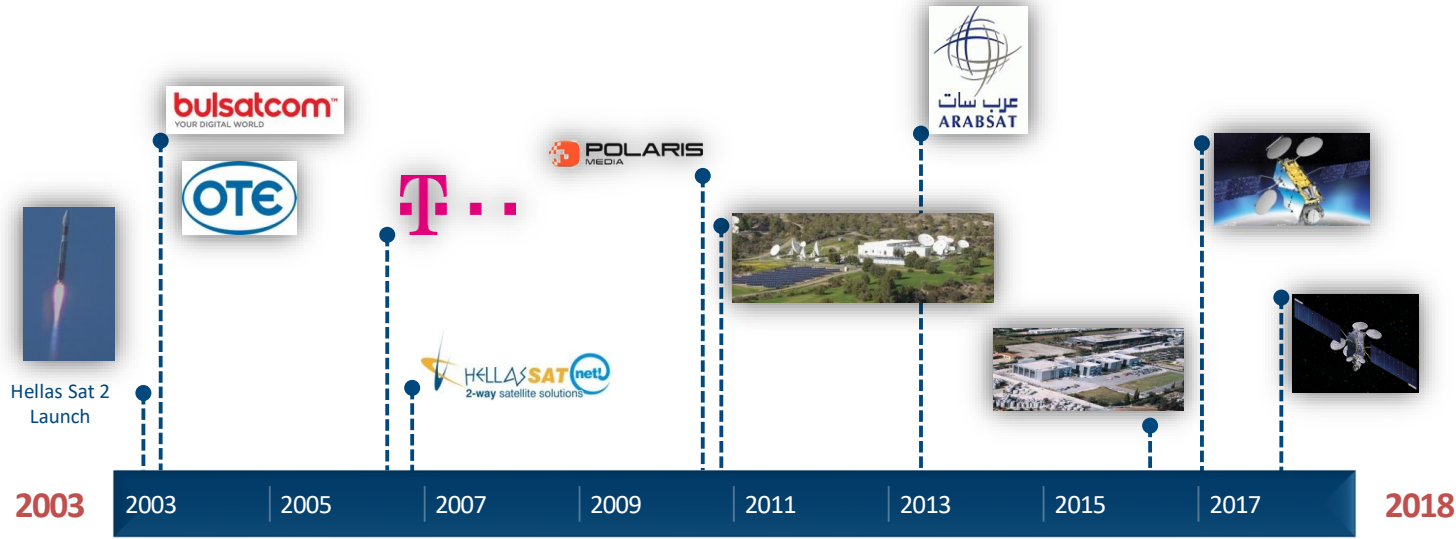 bulsatcom™
YOUR DIGITAL WORLD
OTE
Hellas Sat 2
Launch
T
HELLAS SAT net!
2-way satellite solutions
POLARIS
MEDIA
عرب سات
ARABSAT
2003
2003
2005
2007
2009
2011
2013
2015
2017
2018